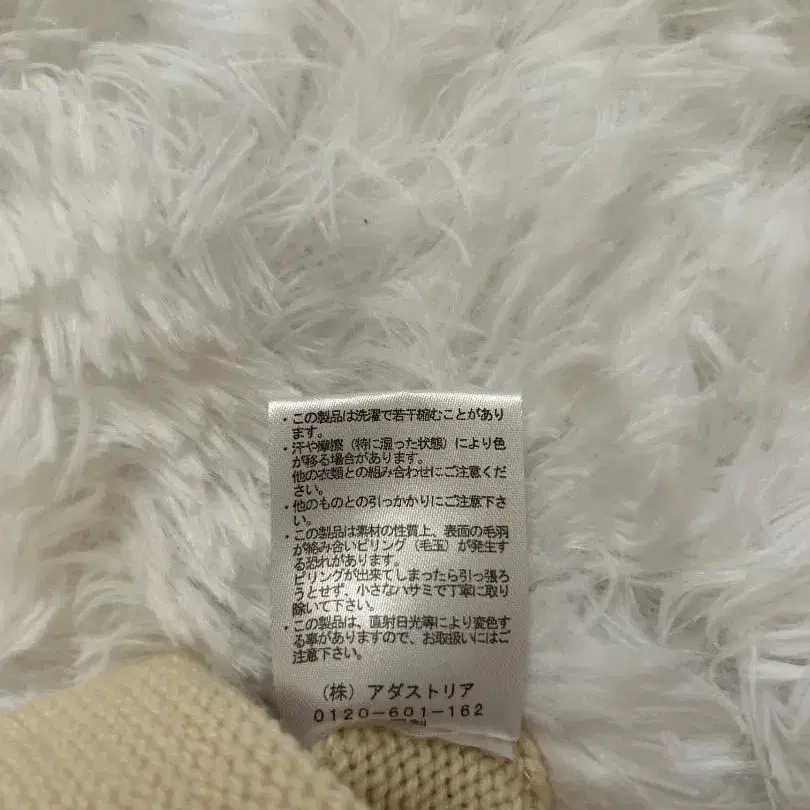 ・この製品は洗濯で若干縮むことがあり
ます。
・汗や摩擦（特に湿った状態）により色
が移る場合があります。
他の衣類との組み合わせにご注意くだ
さい。
・他のものとの引っかかりにご注意下さ
い。
・この製品は素材の性質上、表面の毛羽
が絡み合いピリング（毛玉）が発生す
る恐れがあります。
ピリングが出来てしまったら引っ張ろ
うとせず、小さなハサミで丁寧に取り
除いて下さい。
・この製品は、直射日光等により変色す
る事がありますので、お取扱いにはご
注意下さい。
（株）アダストリア
0120-601-162